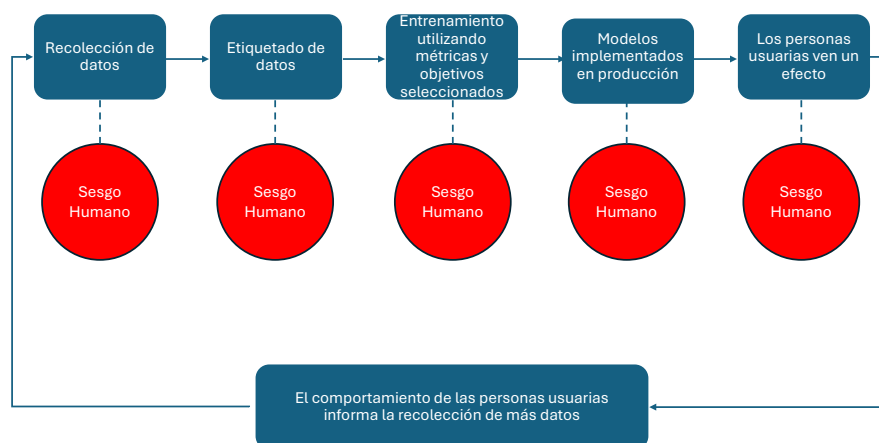 Recolección de
datos
Etiquetado de
datos
Entrenamiento
utilizando
métricas y
objetivos
seleccionados
Modelos
implementados
en producción
Los personas
usuarias ven un
efecto
Sesgo
Humano
Sesgo
Humano
Sesgo
Humano
Sesgo
Humano
Sesgo
Humano
El comportamiento de las personas usuarias
informa la recolección de más datos